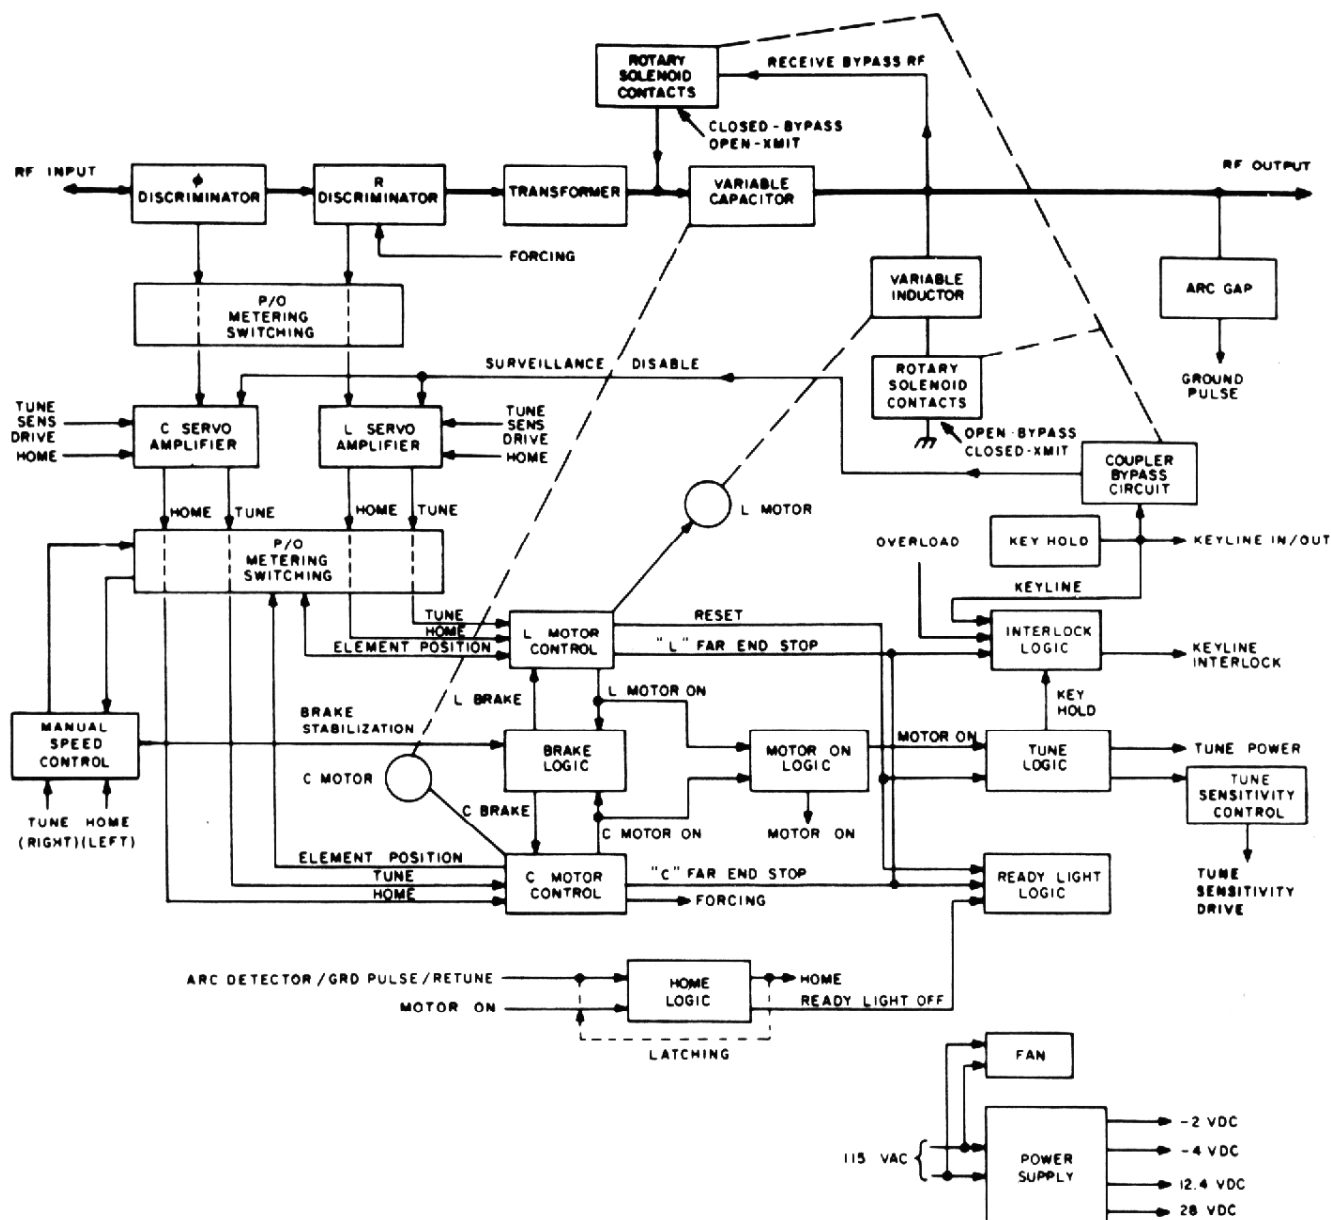 ROTARY
SOLENOID
CONTACTS
RECEIVE BYPASS RF
CLOSED-BYPASS
OPEN-XMIT
RF INPUT
ϕ
DISCRIMINATOR
R
DISCRIMINATOR
TRANSFORMER
VARIABLE
CAPACITOR
RF OUTPUT
FORCING
VARIABLE
INDUCTOR
ARC GAP
P/O
METERING
SWITCHING
SURVEILLANCE DISABLE
ROTARY
SOLENOID
CONTACTS
GROUND
PULSE
TUNE
SENS
DRIVE
HOME
C SERVO
AMPLIFIER
L SERVO
AMPLIFIER
TUNE
SENS
DRIVE
HOME
OPEN-BYPASS
CLOSED-XMIT
COUPLER
BYPASS
CIRCUIT
HOME
TUNE
HOME
TUNE
L MOTOR
P/O
METERING
SWITCHING
OVERLOAD
KEY HOLD
KEYLINE IN/OUT
KEYLINE
TUNE
HOME
ELEMENT POSITION
L MOTOR
CONTROL
RESET
"L" FAR END STOP
INTERLOCK
LOGIC
KEYLINE
INTERLOCK
L BRAKE
L MOTOR ON
KEY
HOLD
MANUAL
SPEED
CONTROL
BRAKE
STABILIZATION
BRAKE
LOGIC
MOTOR ON
LOGIC
MOTOR ON
TUNE
LOGIC
TUNE POWER
C MOTOR
TUNE
SENSITIVITY
CONTROL
C BRAKE
TUNE HOME
(RIGHT)(LEFT)
C MOTOR ON
MOTOR ON
ELEMENT POSITION
TUNE
HOME
C MOTOR
CONTROL
"C" FAR END STOP
FORCING
READY LIGHT
LOGIC
TUNE
SENSITIVITY
DRIVE
ARC DETECTOR/GRD PULSE/RETUNE
MOTOR ON
HOME
LOGIC
HOME
READY LIGHT OFF
LATCHING
FAN
115 VAC
POWER
SUPPLY
-2 VDC
-4 VDC
12.4 VDC
28 VDC